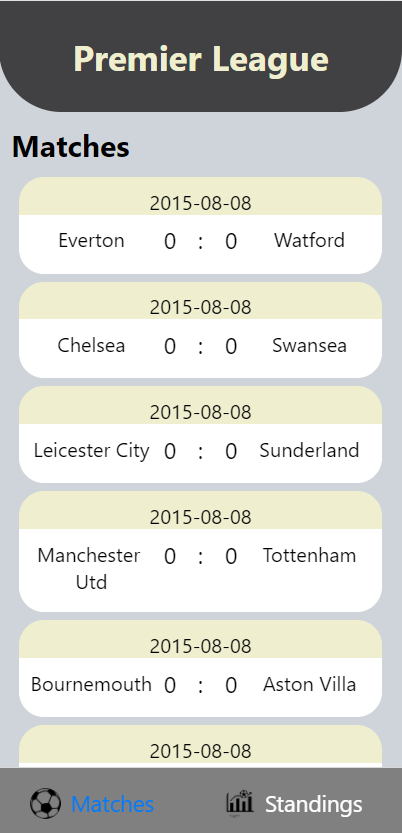 Premier League
Matches
2015-08-08
Everton 0 : 0 Watford
2015-08-08
Chelsea 0 : 0 Swansea
2015-08-08
Leicester City 0 : 0 Sunderland
2015-08-08
Manchester 0 : 0 Tottenham
Utd
2015-08-08
Bournemouth 0 : 0 Aston Villa
2015-08-08
Matches Standings